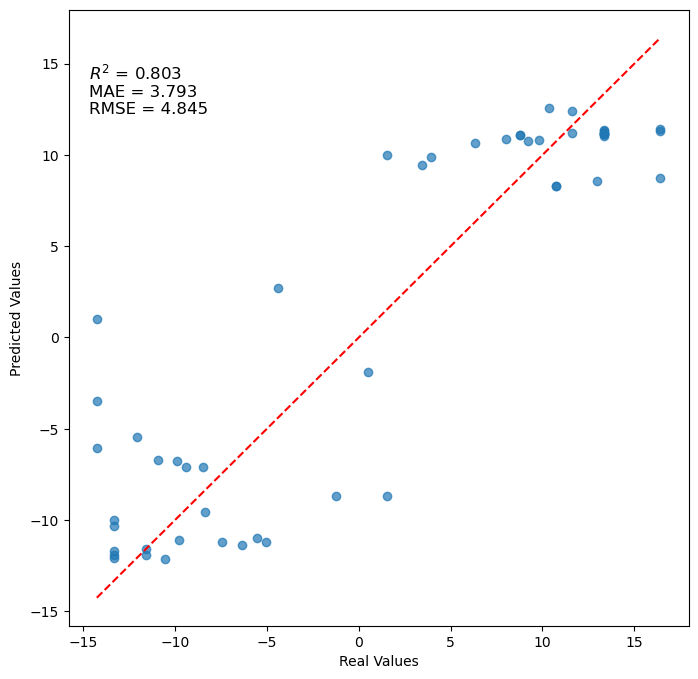 R² = 0.803
MAE = 3.793
RMSE = 4.845
15
10
5
0
−5
−10
−15
Predicted Values
−15 −10 −5 0 5 10 15
Real Values